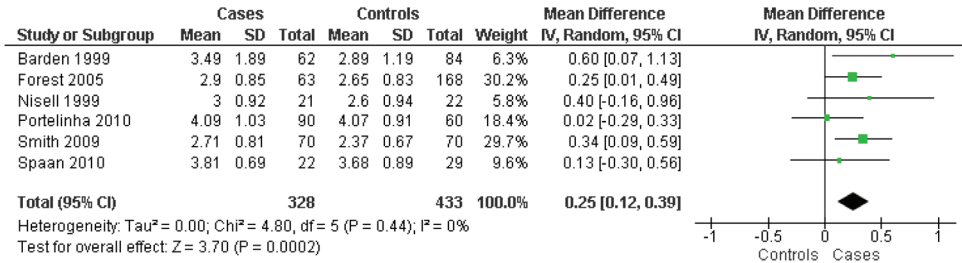 Cases Controls Mean Difference Mean Difference
Study or Subgroup Mean SD Total Mean SD Total Weight IV, Random, 95% CI IV, Random, 95% CI
Barden 1999 3.49 1.89 62 2.89 1.19 84 6.3% 0.60 [0.07, 1.13]
Forest 2005 2.9 0.85 63 2.65 0.83 168 30.2% 0.25 [0.01, 0.49]
Nisell 1999 3 0.92 21 2.6 0.94 22 5.8% 0.40 [-0.16, 0.96]
Portelinha 2010 4.09 1.03 90 4.07 0.91 60 18.4% 0.02 [-0.29, 0.33]
Smith 2009 2.71 0.81 70 2.37 0.67 70 29.7% 0.34 [0.09, 0.59]
Spaan 2010 3.81 0.69 22 3.68 0.89 29 9.6% 0.13 [-0.30, 0.56]
Total (95% CI) 328 433 100.0% 0.25 [0.12, 0.39]
Heterogeneity: Tau² = 0.00; Chi² = 4.80, df = 5 (P = 0.44); I² = 0%
Test for overall effect: Z = 3.70 (P = 0.0002)
-1 -0.5 0 0.5 1
Controls Cases